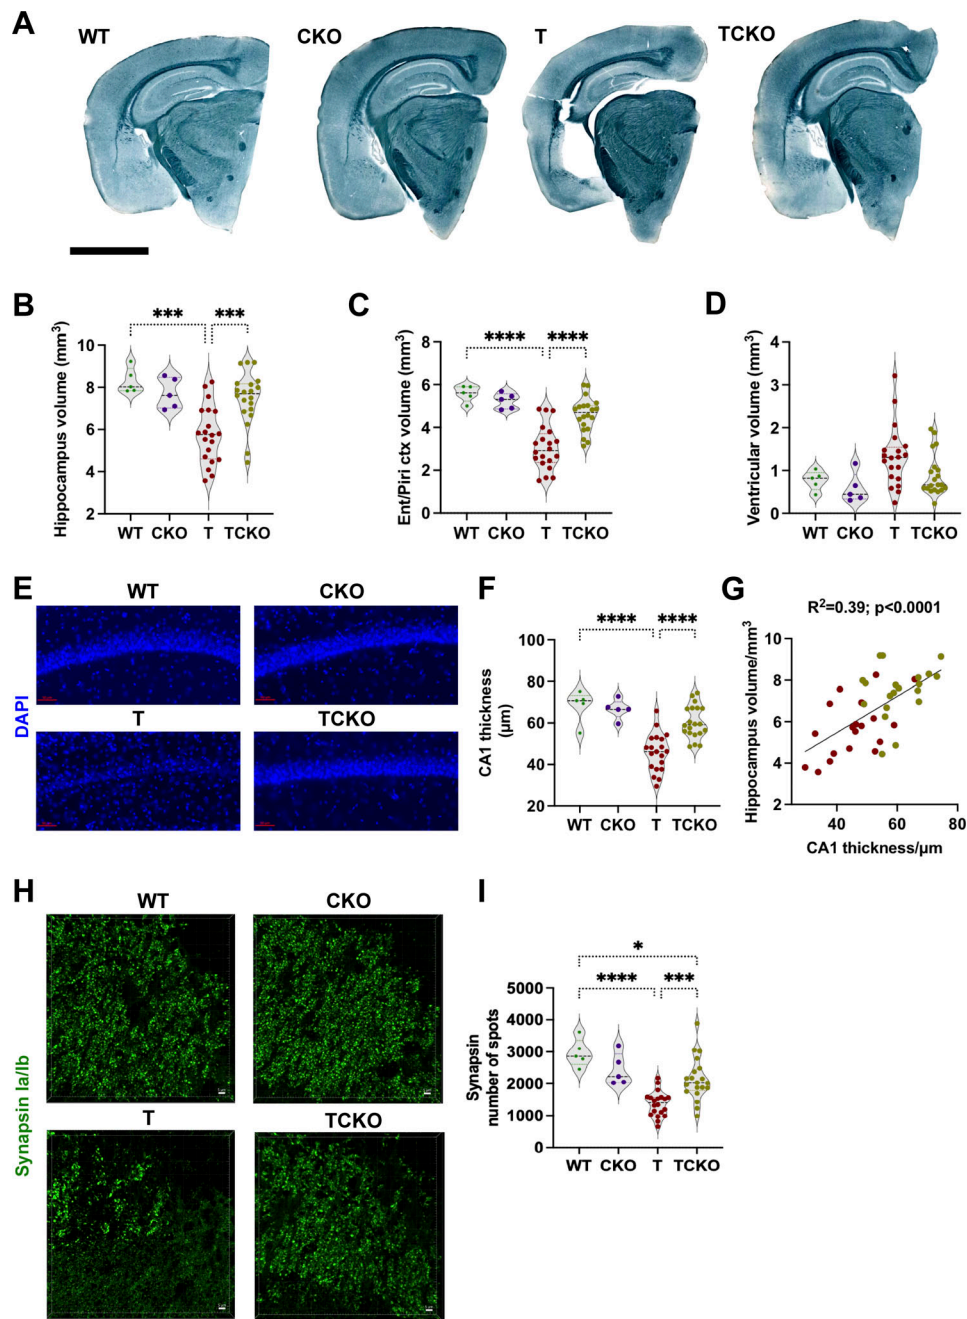 A
WT
CKO
T
TCKO
B
Hippocampus volume (mm³)
10
8
6
4
2
***
***
WT CKO T TCKO
C
Ent/Piri ctx volume (mm³)
8
6
4
2
0
****
****
WT CKO T TCKO
D
Ventricular volume (mm³)
4
3
2
1
0
WT CKO T TCKO
E
DAPI
WT
CKO
T
TCKO
F
CA1 thickness
(µm)
100
80
60
40
20
****
****
WT CKO T TCKO
G
R²=0.39; p<0.0001
Hippocampus volume/mm³
10
8
6
4
2
40 60 80
CA1 thickness/µm
H
Synapsin Ia/Ib
WT
CKO
T
TCKO
I
Synapsin
number of spots
5000
4000
3000
2000
1000
0
*
****
***
WT CKO T TCKO